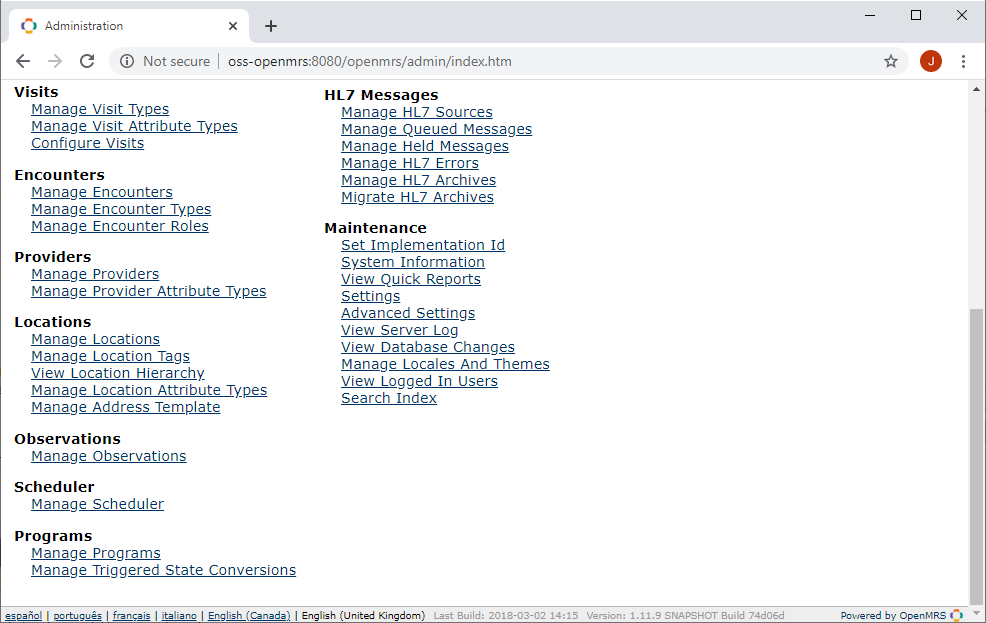 Administration
Not secure | oss-openmrs:8080/openmrs/admin/index.htm
J
Visits
Manage Visit Types
Manage Visit Attribute Types
Configure Visits
Encounters
Manage Encounters
Manage Encounter Types
Manage Encounter Roles
Providers
Manage Providers
Manage Provider Attribute Types
Locations
Manage Locations
Manage Location Tags
View Location Hierarchy
Manage Location Attribute Types
Manage Address Template
Observations
Manage Observations
Scheduler
Manage Scheduler
Programs
Manage Programs
Manage Triggered State Conversions
HL7 Messages
Manage HL7 Sources
Manage Queued Messages
Manage Held Messages
Manage HL7 Errors
Manage HL7 Archives
Migrate HL7 Archives
Maintenance
Set Implementation Id
System Information
View Quick Reports
Settings
Advanced Settings
View Server Log
View Database Changes
Manage Locales And Themes
View Logged In Users
Search Index
español | português | français | italiano | English (Canada) | English (United Kingdom) Last Build: 2018-03-02 14:15 Version: 1.11.9 SNAPSHOT Build 74d06d Powered by OpenMRS